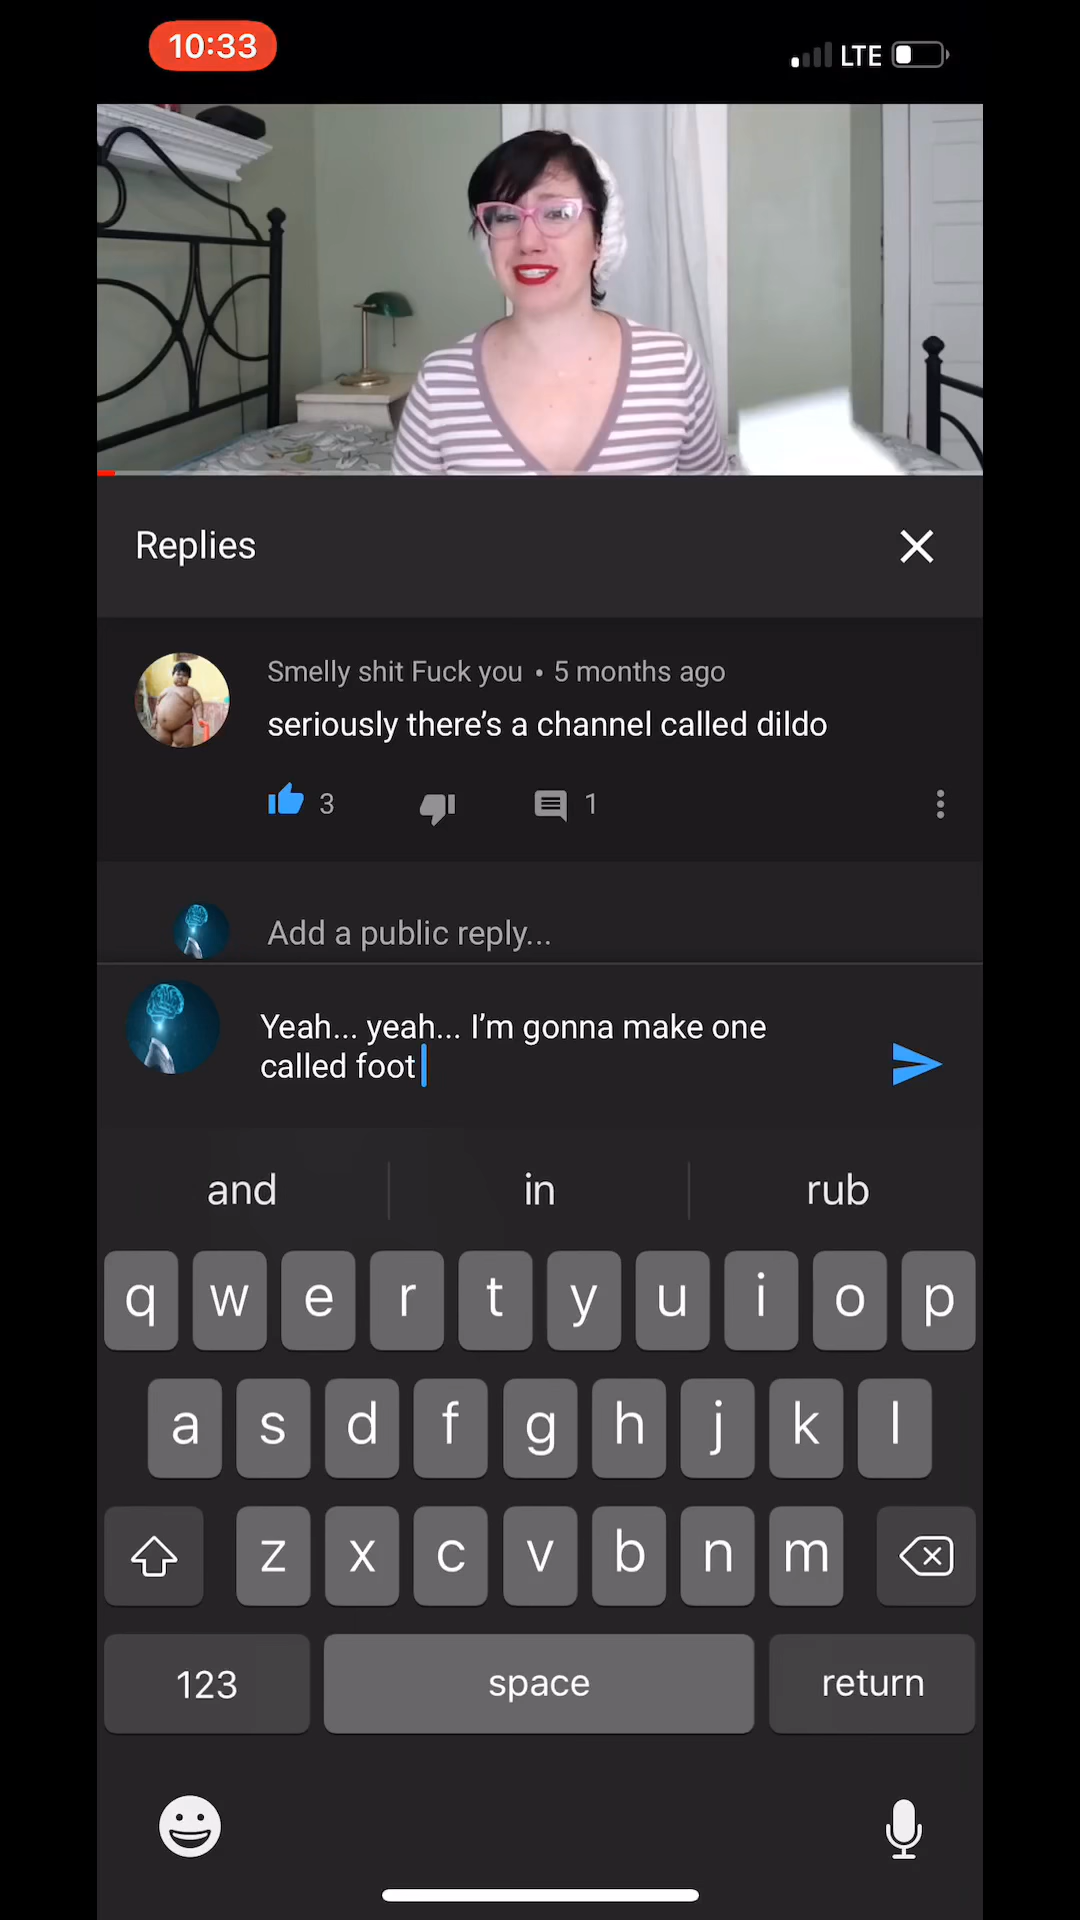 10:33
LTE
Replies
Smelly shit Fuck you • 5 months ago
seriously there’s a channel called dildo
3
1
Add a public reply...
Yeah... yeah... I’m gonna make one
called foot
and in rub
q w e r t y u i o p
a s d f g h j k l
z x c v b n m
123 space return